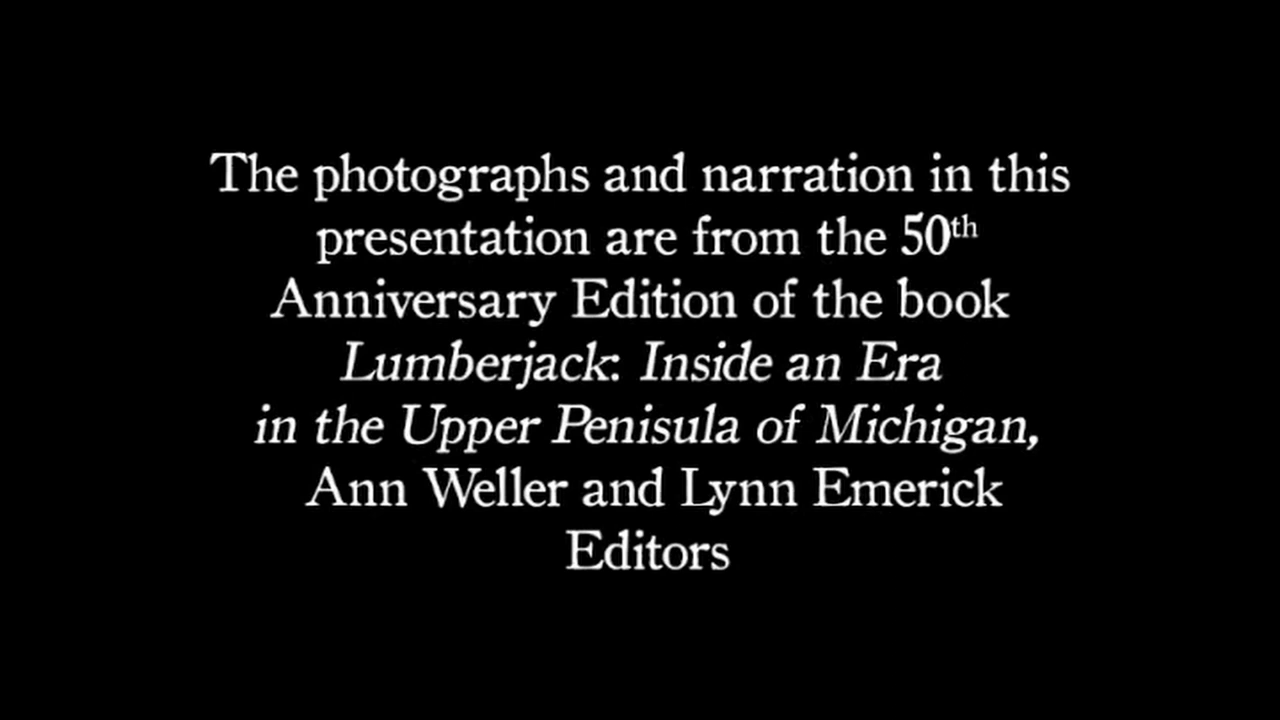 The photographs and narration in this
presentation are from the 50th
Anniversary Edition of the book
Lumberjack: Inside an Era
in the Upper Penisula of Michigan,
Ann Weller and Lynn Emerick
Editors